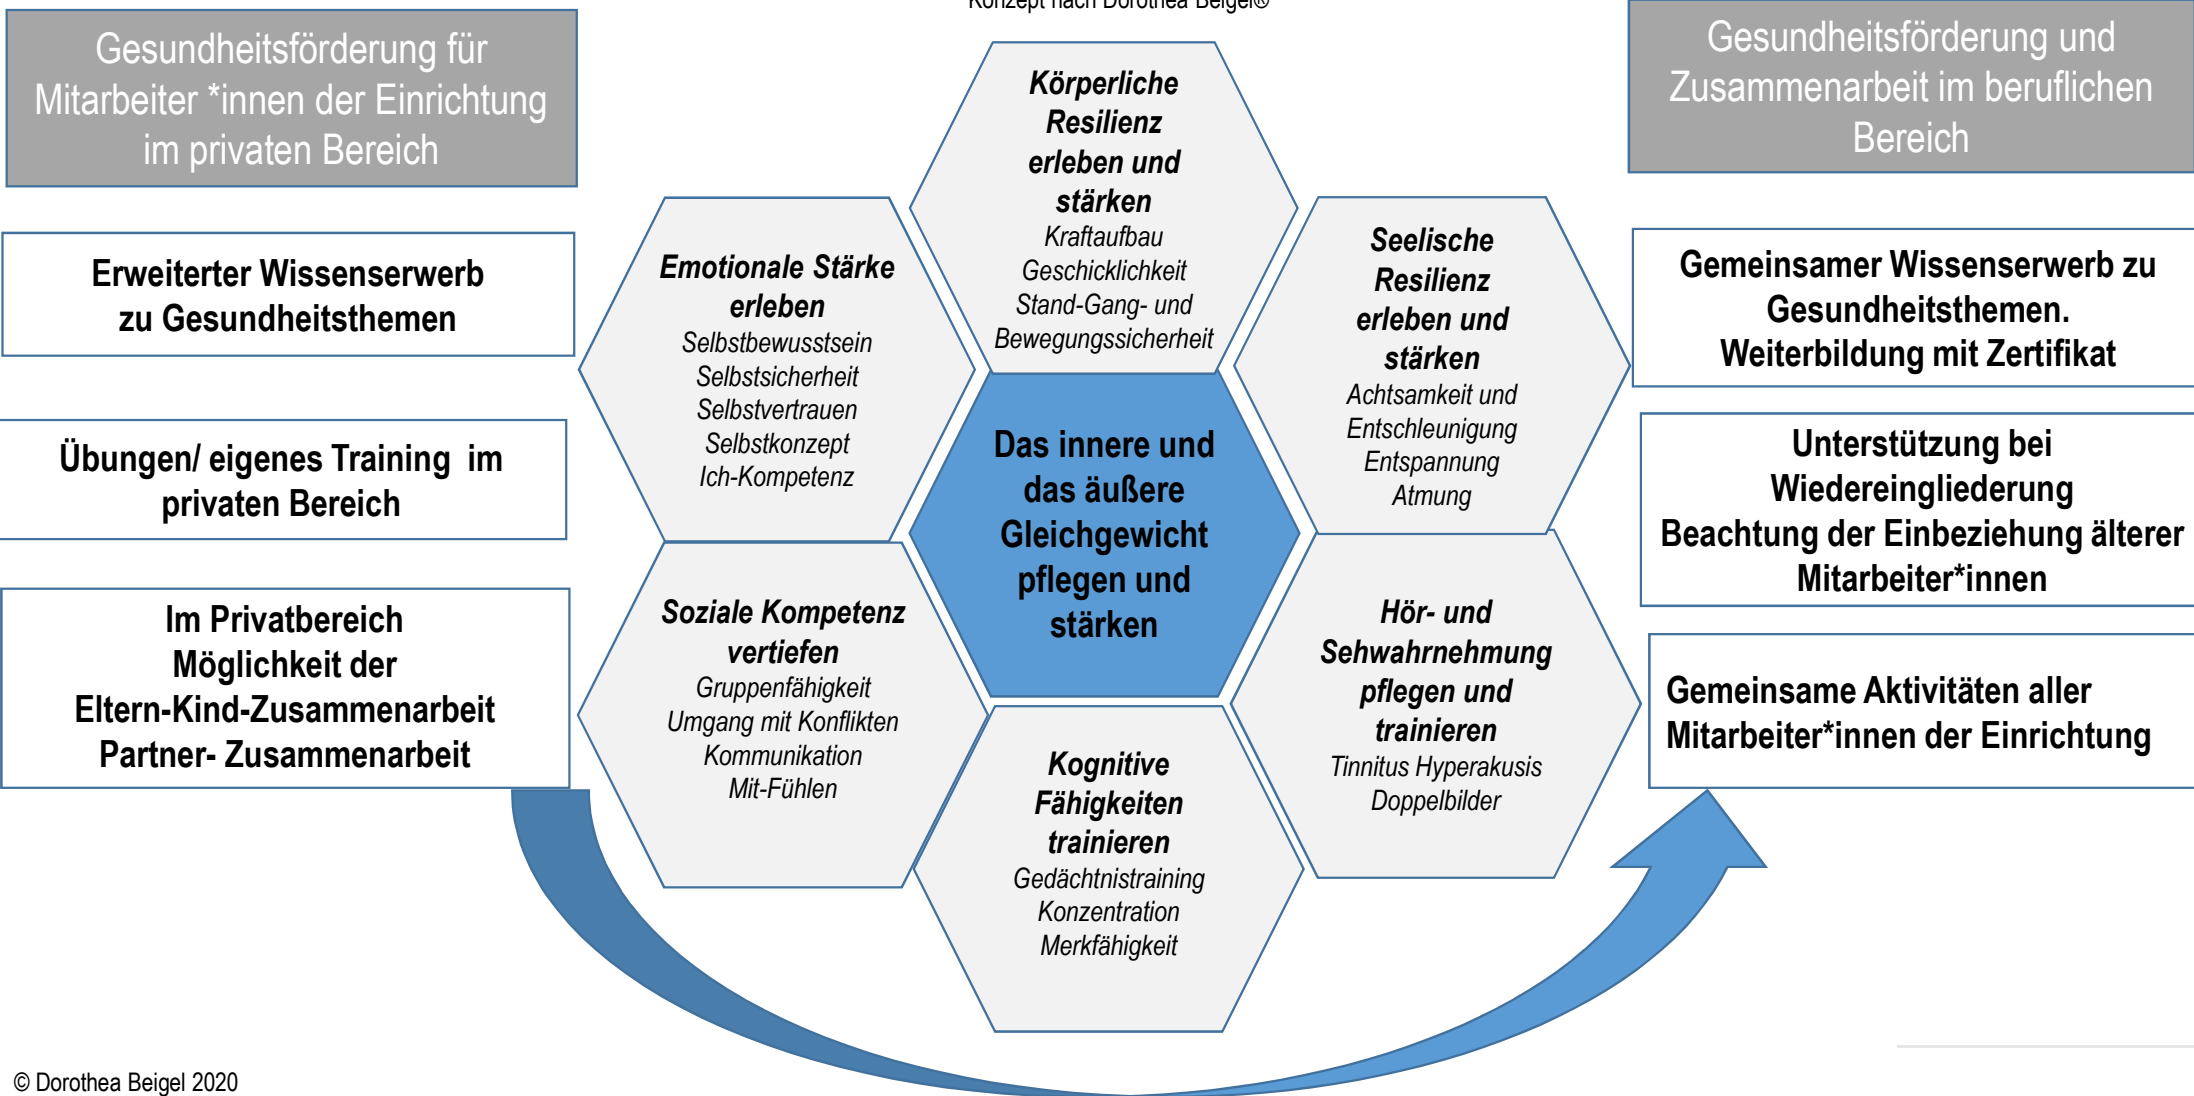 Konzept nach Dorothea Beigel®
Gesundheitsförderung für
Mitarbeiter *innen der Einrichtung
im privaten Bereich
Erweiterter Wissenserwerb
zu Gesundheitsthemen
Übungen/ eigenes Training im
privaten Bereich
Im Privatbereich
Möglichkeit der
Eltern-Kind-Zusammenarbeit
Partner- Zusammenarbeit
Emotionale Stärke
erleben
Selbstbewusstsein
Selbstsicherheit
Selbstvertrauen
Selbstkonzept
Ich-Kompetenz
Soziale Kompetenz
vertiefen
Gruppenfähigkeit
Umgang mit Konflikten
Kommunikation
Mit-Fühlen
Körperliche
Resilienz
erleben und
stärken
Kraftaufbau
Geschicklichkeit
Stand-Gang- und
Bewegungssicherheit
Das innere und
das äußere
Gleichgewicht
pflegen und
stärken
Kognitive
Fähigkeiten
trainieren
Gedächtnistraining
Konzentration
Merkfähigkeit
Seelische
Resilienz
erleben und
stärken
Achtsamkeit und
Entschleunigung
Entspannung
Atmung
Hör- und
Sehwahrnehmung
pflegen und
trainieren
Tinnitus Hyperakusis
Doppelbilder
Gesundheitsförderung und
Zusammenarbeit im beruflichen
Bereich
Gemeinsamer Wissenserwerb zu
Gesundheitsthemen.
Weiterbildung mit Zertifikat
Unterstützung bei
Wiedereingliederung
Beachtung der Einbeziehung älterer
Mitarbeiter*innen
Gemeinsame Aktivitäten aller
Mitarbeiter*innen der Einrichtung
© Dorothea Beigel 2020